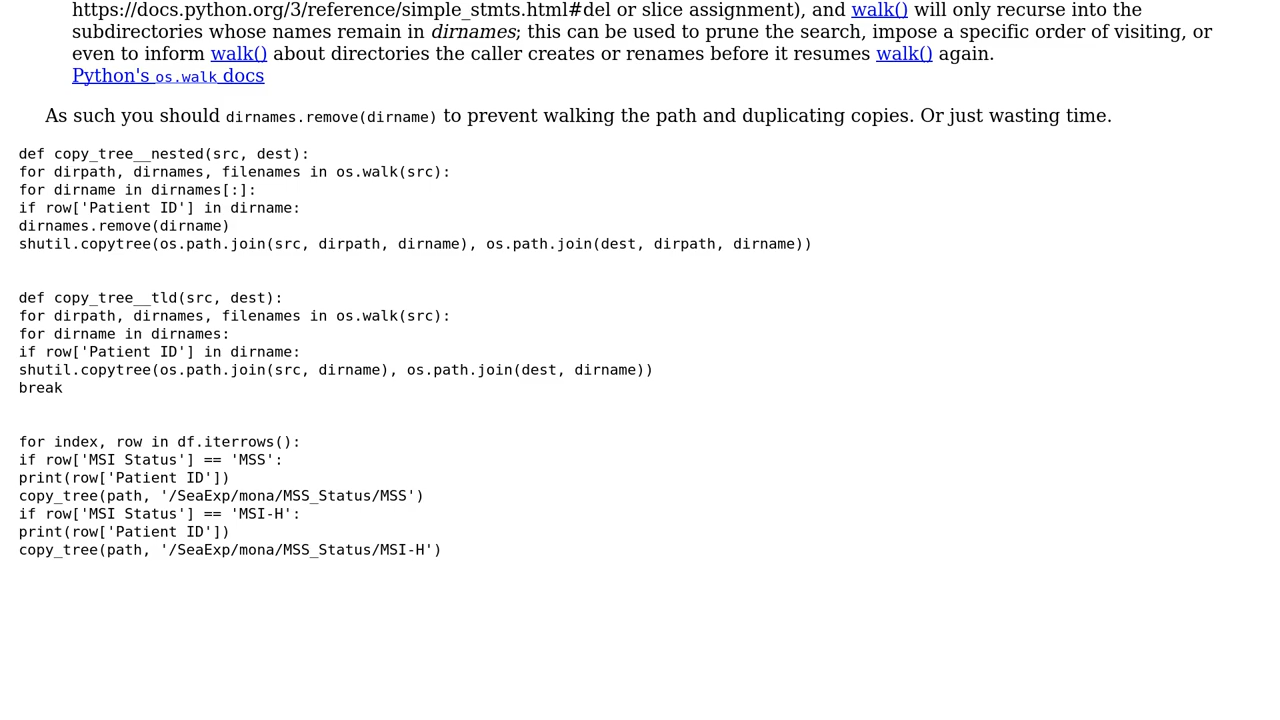 https://docs.python.org/3/reference/simple_stmts.html#del or slice assignment), and walk() will only recurse into the
subdirectories whose names remain in dirnames; this can be used to prune the search, impose a specific order of visiting, or
even to inform walk() about directories the caller creates or renames before it resumes walk() again.
Python's os.walk docs
As such you should dirnames.remove(dirname) to prevent walking the path and duplicating copies. Or just wasting time.
def copy_tree__nested(src, dest):
for dirpath, dirnames, filenames in os.walk(src):
for dirname in dirnames[:]:
if row['Patient ID'] in dirname:
dirnames.remove(dirname)
shutil.copytree(os.path.join(src, dirpath, dirname), os.path.join(dest, dirpath, dirname))
def copy_tree__tld(src, dest):
for dirpath, dirnames, filenames in os.walk(src):
for dirname in dirnames:
if row['Patient ID'] in dirname:
shutil.copytree(os.path.join(src, dirname), os.path.join(dest, dirname))
break
for index, row in df.iterrows():
if row['MSI Status'] == 'MSS':
print(row['Patient ID'])
copy_tree(path, '/SeaExp/mona/MSS_Status/MSS')
if row['MSI Status'] == 'MSI-H':
print(row['Patient ID'])
copy_tree(path, '/SeaExp/mona/MSS_Status/MSI-H')